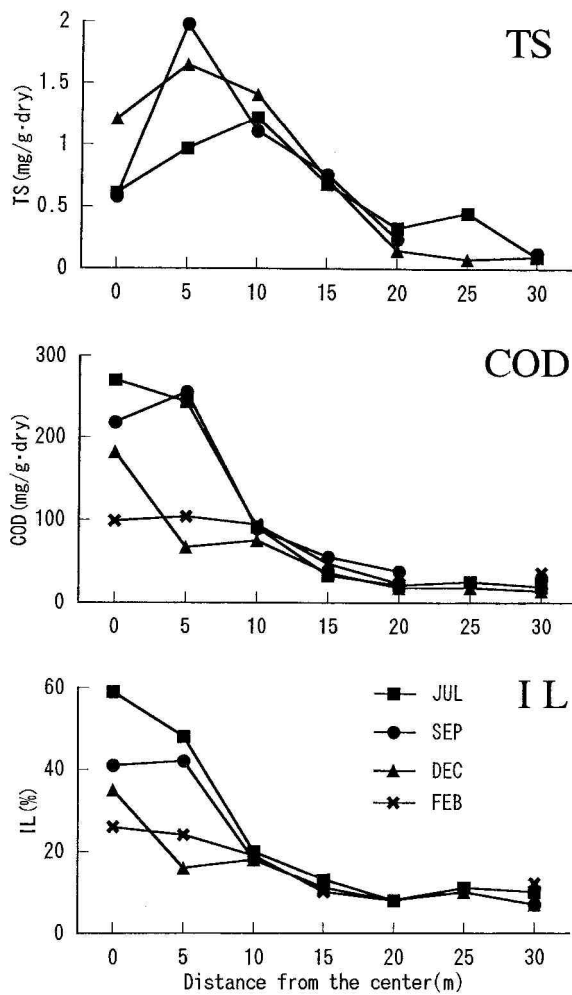 TS
2
1.5
1
0.5
0
TS(mg/g·dry)
0 5 10 15 20 25 30
COD
300
200
100
0
COD(mg/g·dry)
0 5 10 15 20 25 30
IL
60
40
20
0
IL(%)
JUL
SEP
DEC
FEB
0 5 10 15 20 25 30
Distance from the center(m)